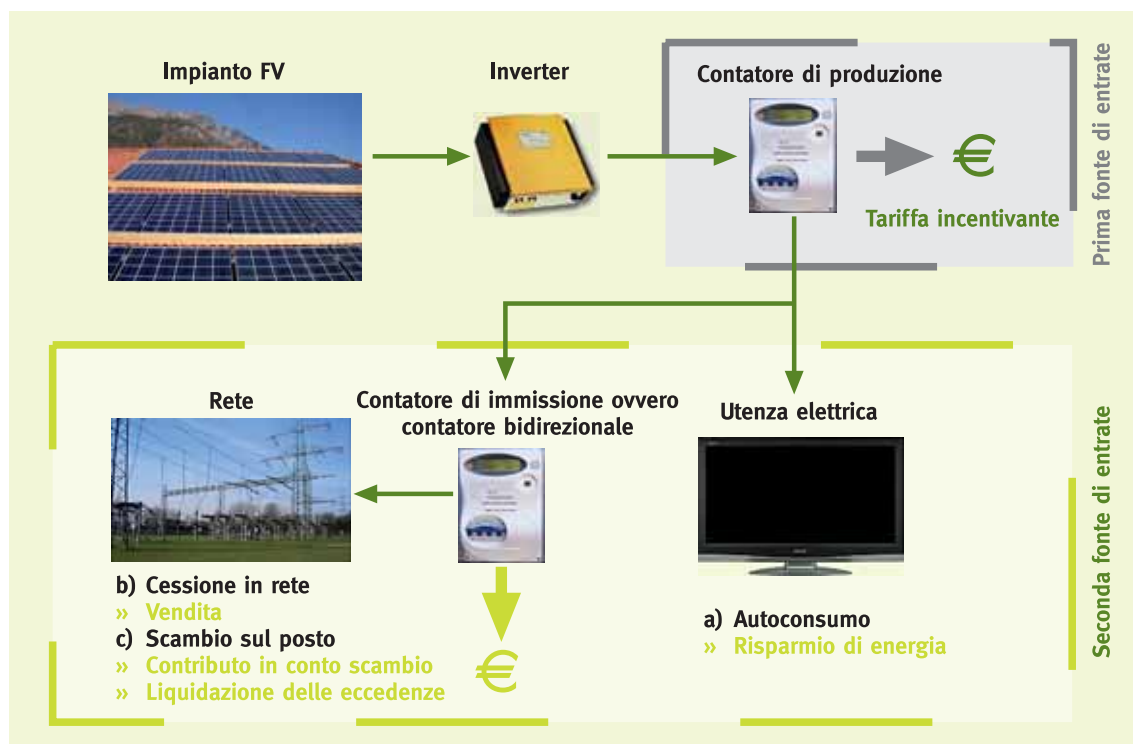 Impianto FV
Inverter
Contatore di produzione
Tariffa incentivante
Prima fonte di entrate
Rete
Contatore di immissione ovvero
contatore bidirezionale
Utenza elettrica
b) Cessione in rete
» Vendita
c) Scambio sul posto
» Contributo in conto scambio
» Liquidazione delle eccedenze
a) Autoconsumo
» Risparmio di energia
Seconda fonte di entrate